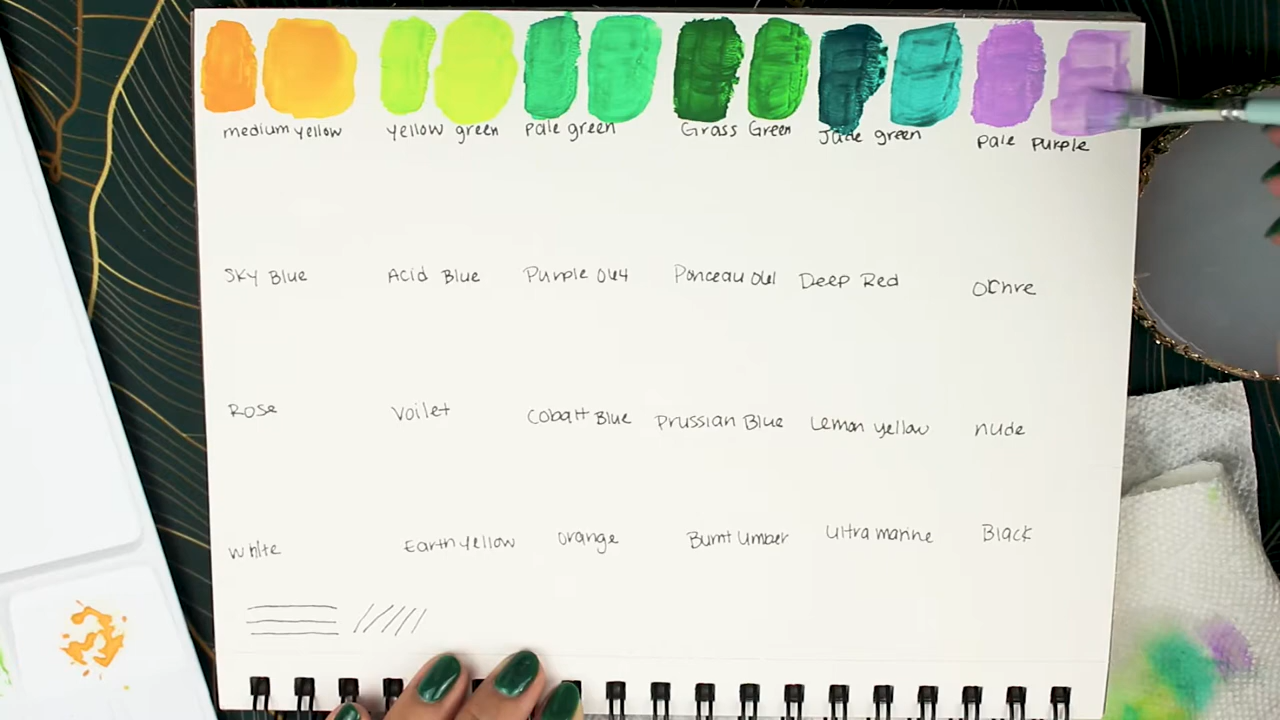 medium yellow yellow green pale green Grass Green Jade green pale purple
Sky Blue Acid Blue Purple 044 Ponceau 041 Deep Red Ochre
Rose Voilet Cobalt Blue Prussian Blue Lemon yellow nude
White Earth yellow orange Burnt Umber Ultra marine Black